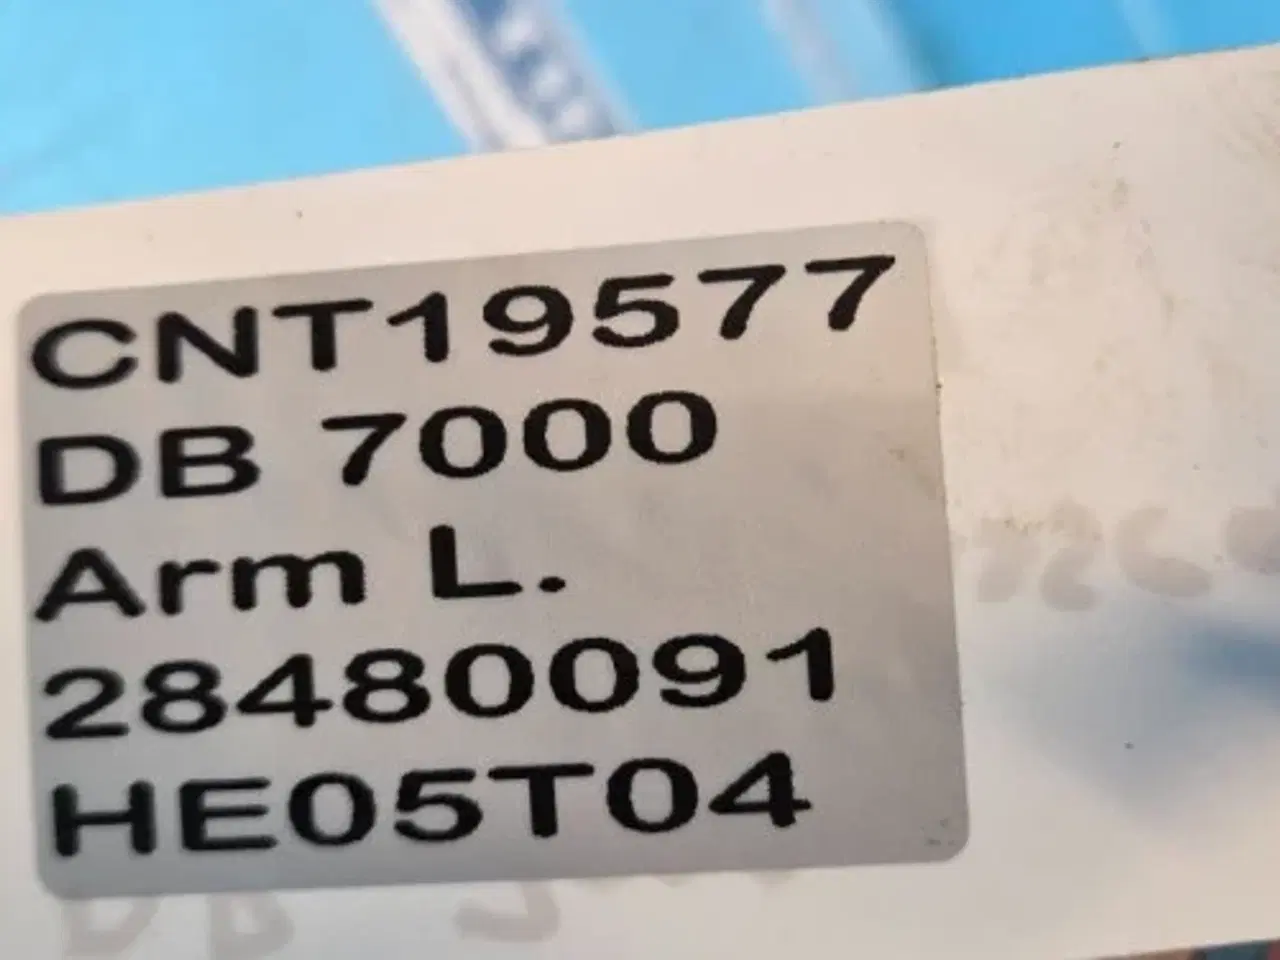 CNT19577
DB 7000
Arm L.
28480091
HE05T04